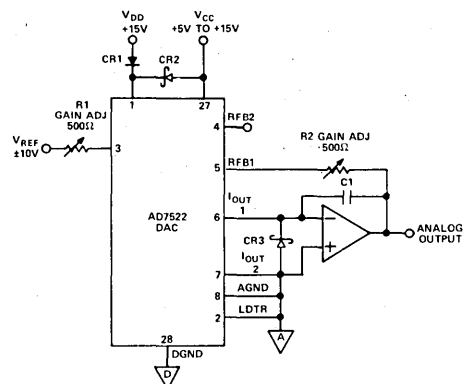 VDD
+15V
VCC
+5V TO +15V
CR1
CR2
1
27
R1
GAIN ADJ
500Ω
VREF
±10V
3
4
RFB2
5
RFB1
R2 GAIN ADJ
500Ω
C1
AD7522
DAC
6
IOUT
1
CR3
−
+
ANALOG
OUTPUT
7
IOUT
2
8
AGND
2
LDTR
28
DGND
D
A